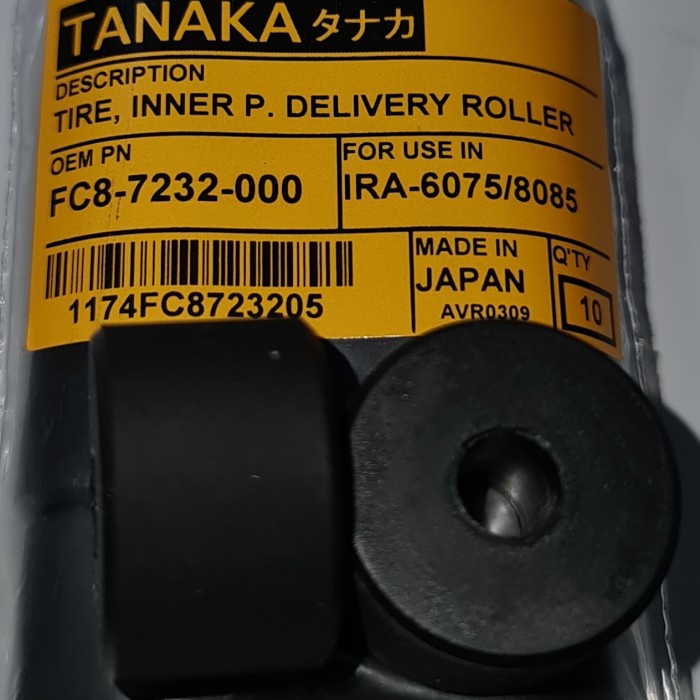 TANAKA タナカ
DESCRIPTION
TIRE, INNER P. DELIVERY ROLLER
OEM PN
FC8-7232-000
FOR USE IN
IRA-6075/8085
1174FC8723205
MADE IN
JAPAN
AVR0309
Q'TY
10